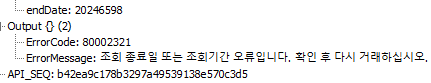 endDate: 20246598
Output {} (2)
ErrorCode: 80002321
ErrorMessage: 조회 종료일 또는 조회기간 오류입니다. 확인 후 다시 거래하십시오.
API_SEQ: b42ea9c178b3297a49539138e570c3d5